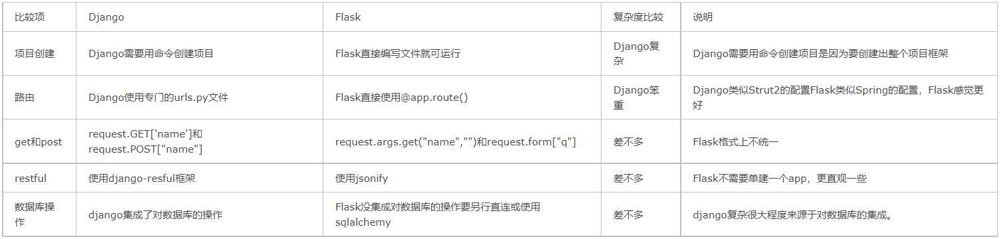 比较项
Django
Flask
复杂度比较
说明
项目创建
Django需要用命令创建项目
Flask直接编写文件就可运行
Django复
杂
Django需要用命令创建项目是因为要创建出整个项目框架
路由
Django使用专门的urls.py文件
Flask直接使用@app.route()
Django笨
重
Django类似Strut2的配置Flask类似Spring的配置，Flask感觉更
好
get和post
request.GET['name']和
request.POST["name"]
request.args.get("name","")和request.form["q"]
差不多
Flask格式上不统一
restful
使用django-resful框架
使用jsonify
差不多
Flask不需要单建一个app，更直观一些
数据库操
作
django集成了对数据库的操作
Flask没集成对数据库的操作要另行直连或使用
sqlalchemy
差不多
django复杂很大程度来源于对数据库的集成。